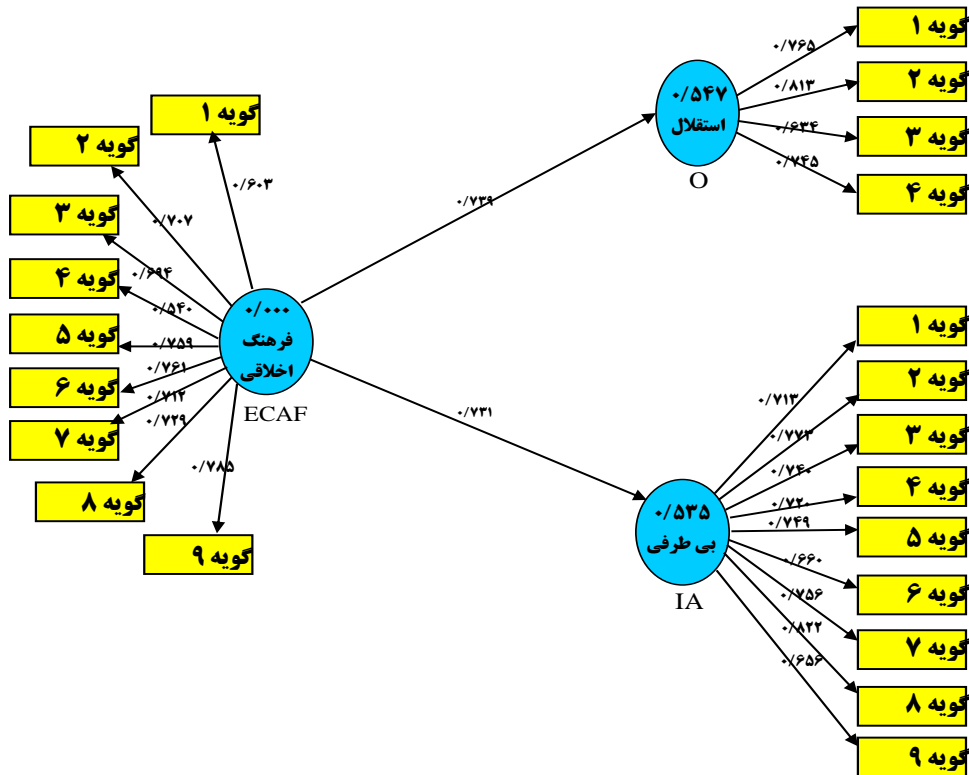 گویه ۱
گویه ۲
گویه ۳
گویه ۴
گویه ۵
گویه ۶
گویه ۷
گویه ۸
گویه ۹
۰/۶۰۳
۰/۷۰۷
۰/۶۹۴
۰/۵۴۰
۰/۷۵۹
۰/۷۶۱
۰/۷۱۲
۰/۷۲۹
۰/۷۸۵
۰/۰۰۰
فرهنگ
اخلاقی
ECAF
۰/۷۳۹
۰/۷۳۱
۰/۵۴۷
استقلال
O
۰/۷۶۵
۰/۸۱۳
۰/۶۳۴
۰/۷۴۵
گویه ۱
گویه ۲
گویه ۳
گویه ۴
۰/۵۳۵
بی طرفی
IA
۰/۷۱۳
۰/۷۷۳
۰/۷۴۰
۰/۷۲۰
۰/۷۴۹
۰/۶۶۰
۰/۷۵۶
۰/۸۲۲
۰/۶۵۶
گویه ۱
گویه ۲
گویه ۳
گویه ۴
گویه ۵
گویه ۶
گویه ۷
گویه ۸
گویه ۹